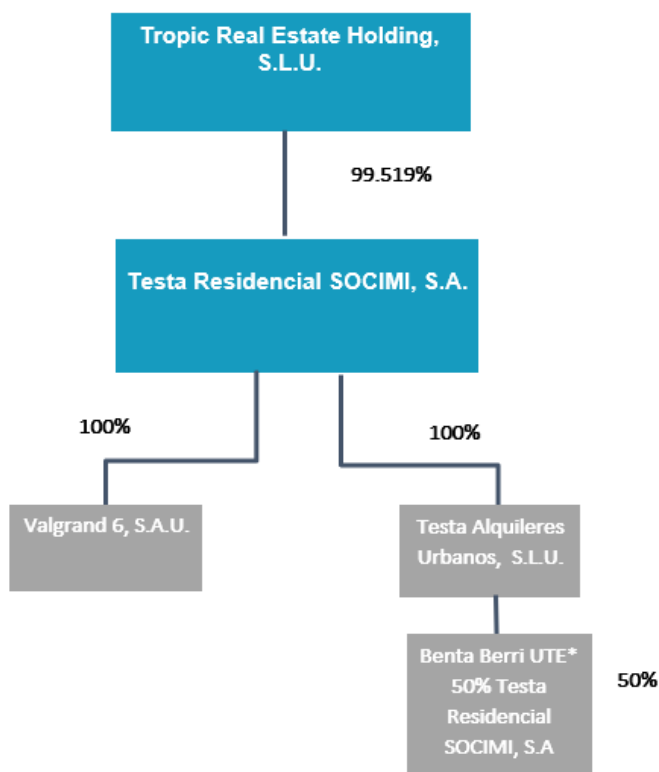 Tropic Real Estate Holding,
S.L.U.
99.519%
Testa Residencial SOCIMI, S.A.
100%
100%
Valgrand 6, S.A.U.
Testa Alquileres
Urbanos, S.L.U.
Benta Berri UTE*
50% Testa
Residencial
SOCIMI, S.A
50%